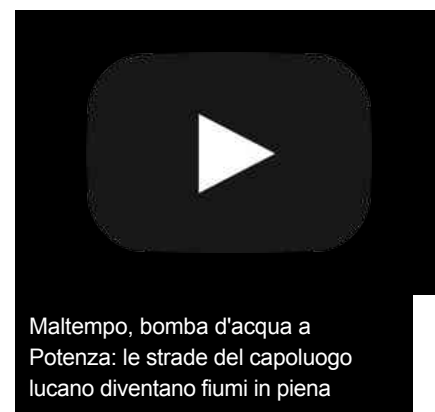 Maltempo, bomba d'acqua a
Potenza: le strade del capoluogo
lucano diventano fiumi in piena